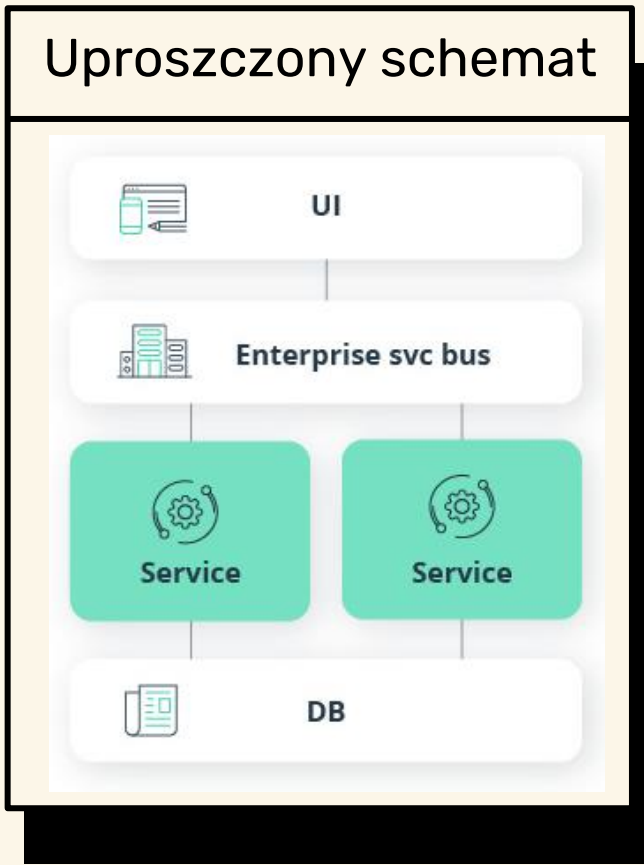 Uproszczony schemat
UI
Enterprise svc bus
Service
Service
DB